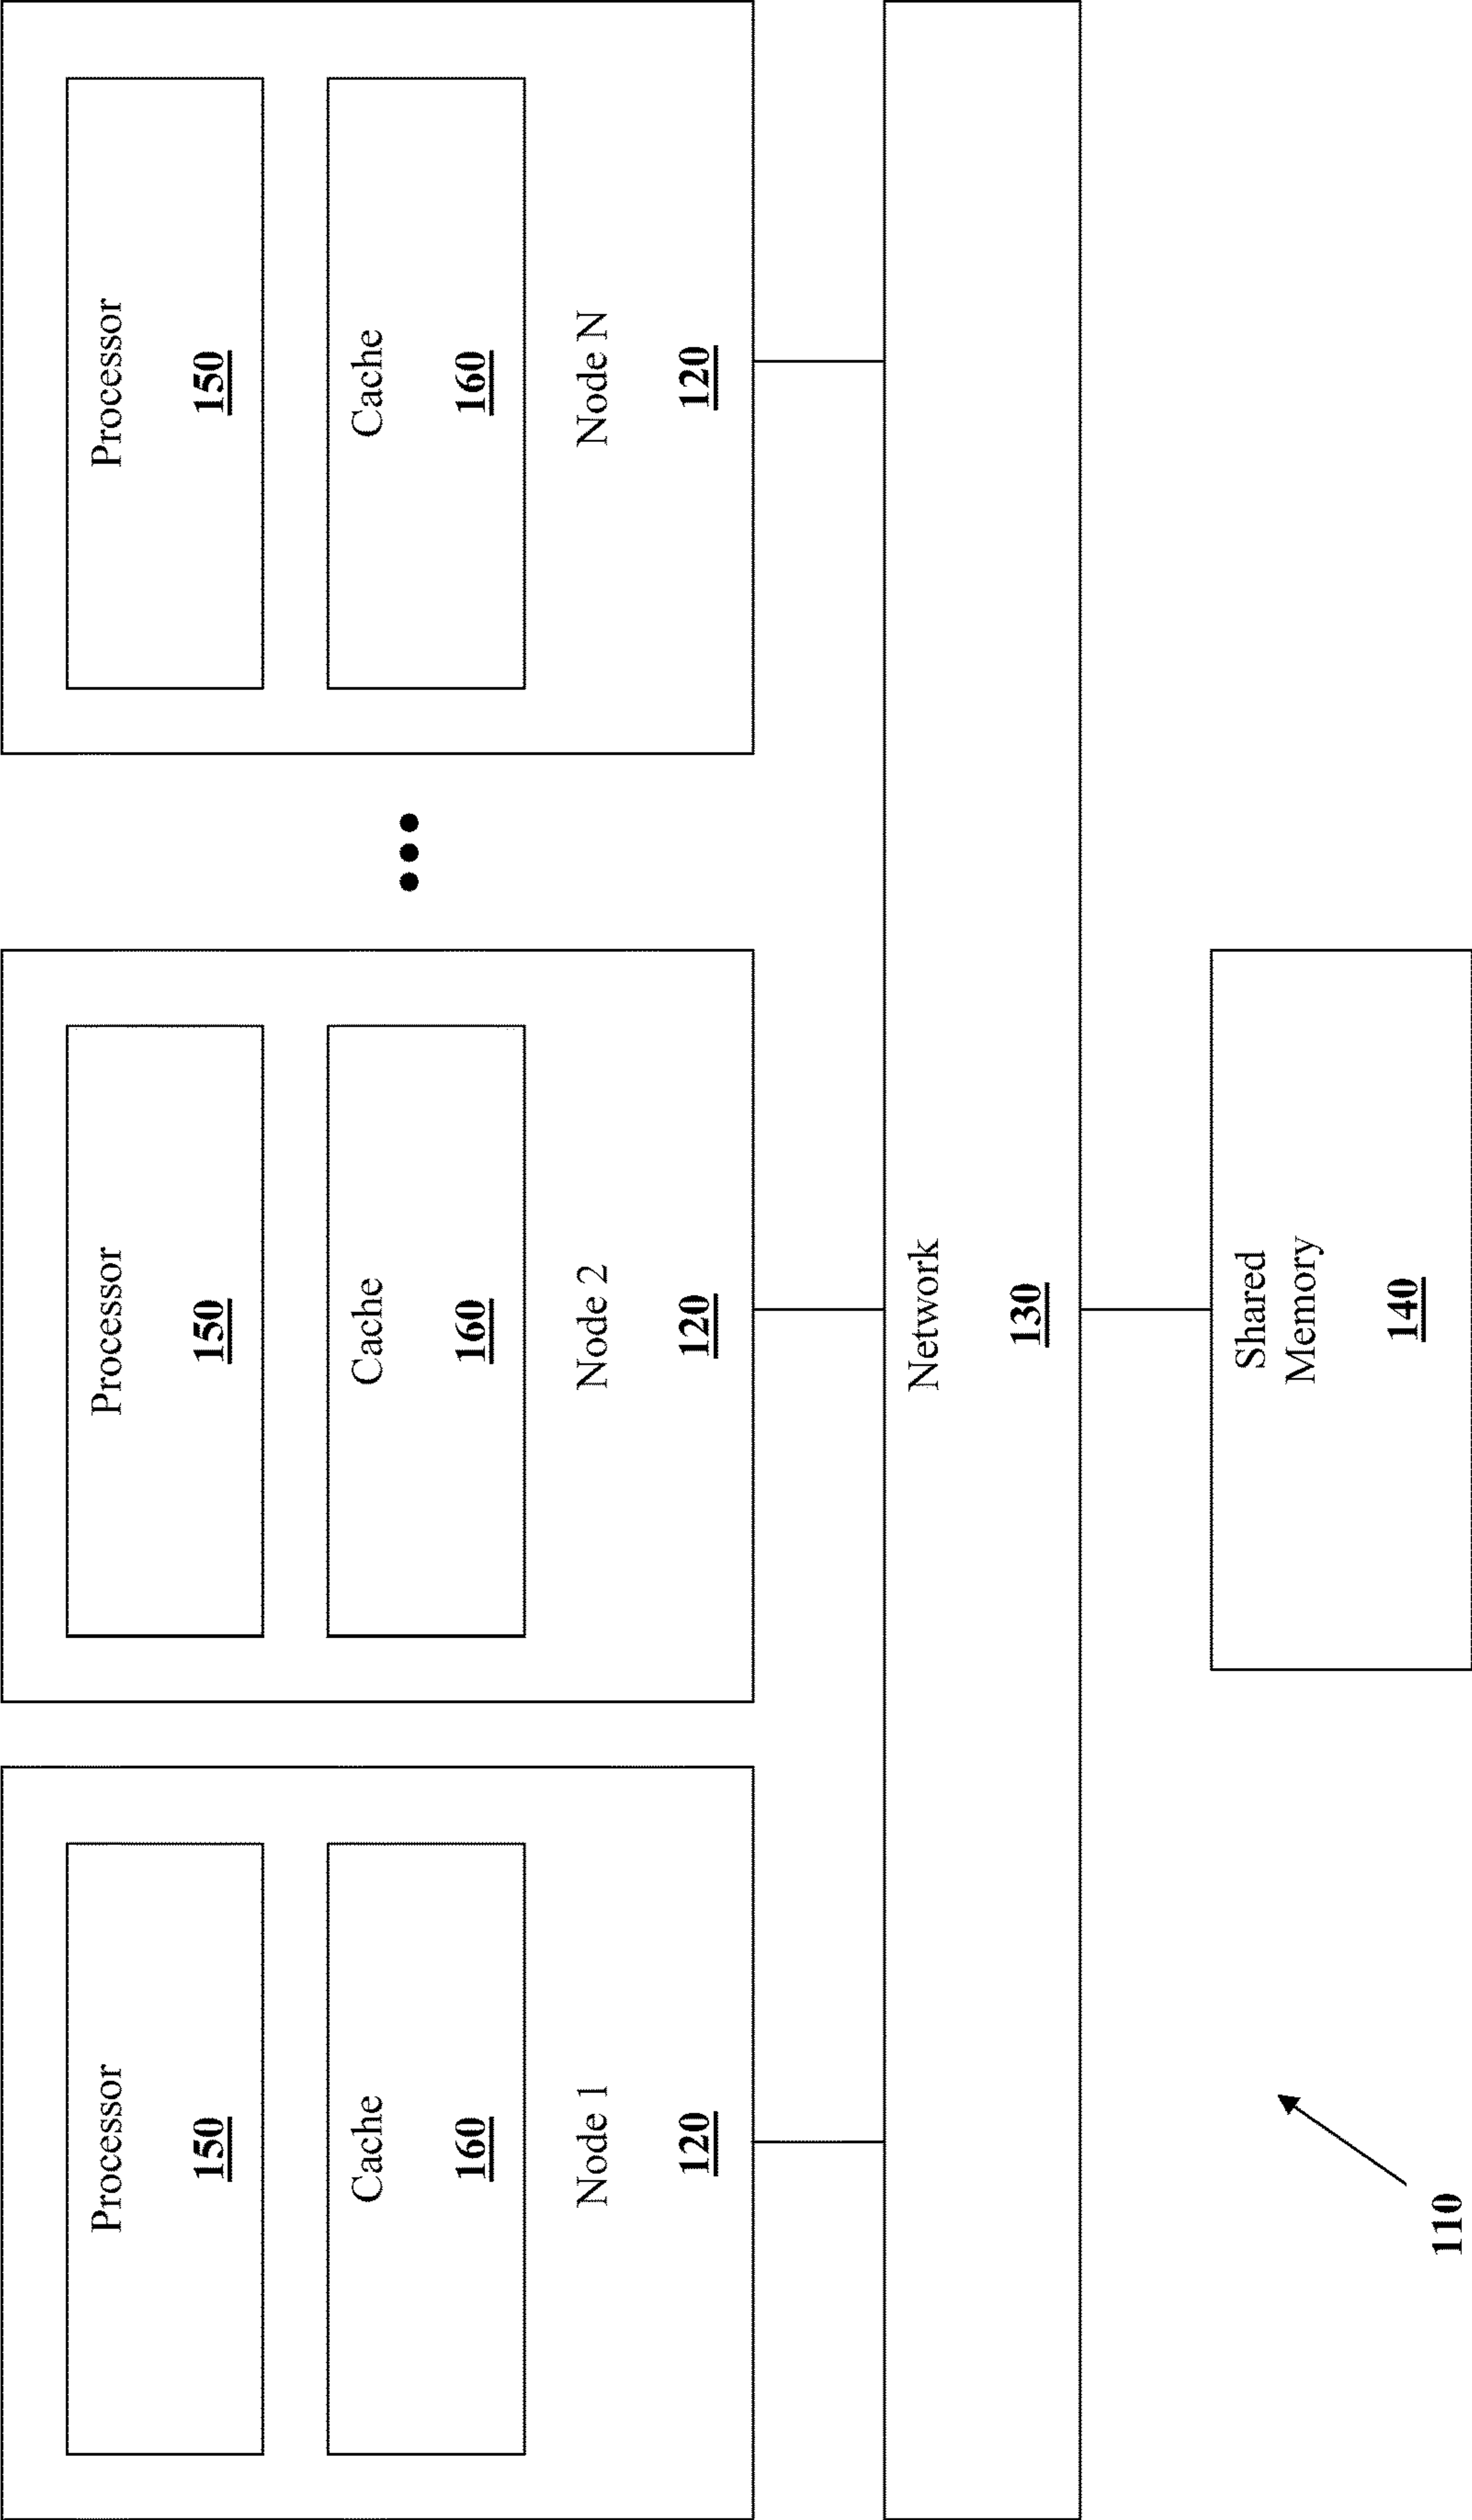 Processor
150
Cache
160
Node 1
120
Processor
150
Cache
160
Node 2
120
Processor
150
Cache
160
Node N
120
Network
130
Shared
Memory
140
110